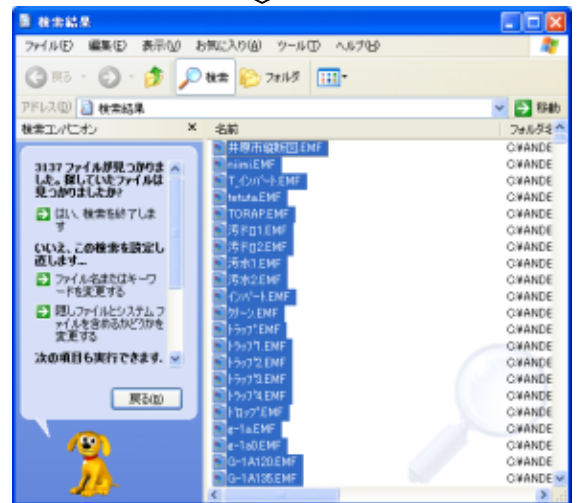 検索結果
ファイル(F) 編集(E) 表示(V) お気に入り(A) ツール(T) ヘルプ(H)
戻る 検索 フォルダ
アドレス(D) 検索結果 移動
検索コンパニオン × 名前 フォルダ名
3137 ファイルが見つかりま
した。探していたファイルは
見つかりましたか?
はい、検索を終了しま
す
いいえ、この検索を設定し
直します...
ファイル名またはキーワ
ードを変更する
隠しファイルとシステム フ
ァイルを含めるかどうかを
変更する
次の項目も実行できます.
戻る(B)
井原市縦断図.EMF C:¥ANDE
niimi.EMF C:¥ANDE
T_インバート.EMF C:¥ANDE
tetuta.EMF C:¥ANDE
TORAP.EMF C:¥ANDE
汚ドロ1.EMF C:¥ANDE
汚ドロ2.EMF C:¥ANDE
汚水1.EMF C:¥ANDE
汚水2.EMF C:¥ANDE
インバート.EMF C:¥ANDE
クリーン.EMF C:¥ANDE
トラップ.EMF C:¥ANDE
トラップ1.EMF C:¥ANDE
トラップ2.EMF C:¥ANDE
トラップ3.EMF C:¥ANDE
トラップ4.EMF C:¥ANDE
ドロップ.EMF C:¥ANDE
e-1a.EMF C:¥ANDE
e-1a0.EMF C:¥ANDE
G-1A120.EMF C:¥ANDE
G-1A135.EMF C:¥ANDE